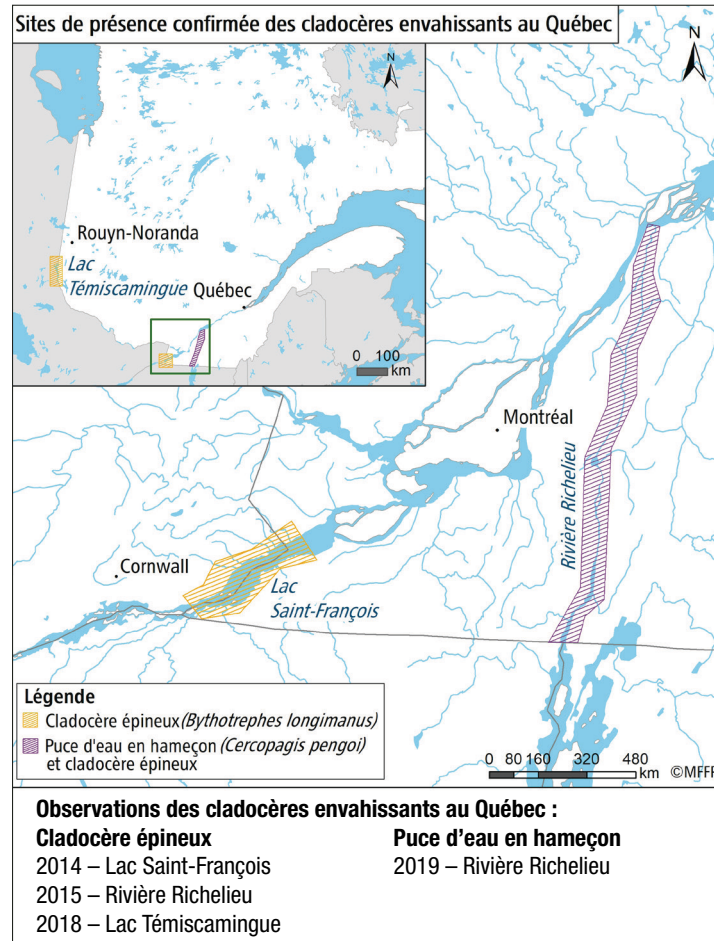 Sites de présence confirmée des cladocères envahissants au Québec
N
Rouyn-Noranda
Lac
Témiscamingue
Québec
0 100
km
N
Montréal
Rivière Richelieu
Cornwall
Lac
Saint-François
Légende
Cladocère épineux (Bythotrephes longimanus)
Puce d'eau en hameçon (Cercopagis pengoi)
et cladocère épineux
0 80 160 320 480
km ©MFFP
Observations des cladocères envahissants au Québec :
Cladocère épineux
2014 – Lac Saint-François
2015 – Rivière Richelieu
2018 – Lac Témiscamingue
Puce d’eau en hameçon
2019 – Rivière Richelieu